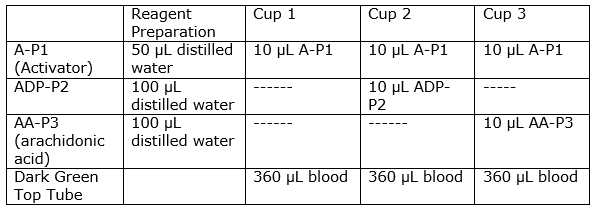 Reagent Preparation Cup 1 Cup 2 Cup 3
A-P1 (Activator) 50 µL distilled water 10 µL A-P1 10 µL A-P1 10 µL A-P1
ADP-P2 100 µL distilled water ------ 10 µL ADP-P2 -----
AA-P3 (arachidonic acid) 100 µL distilled water ------ ------ 10 µL AA-P3
Dark Green Top Tube 360 µL blood 360 µL blood 360 µL blood